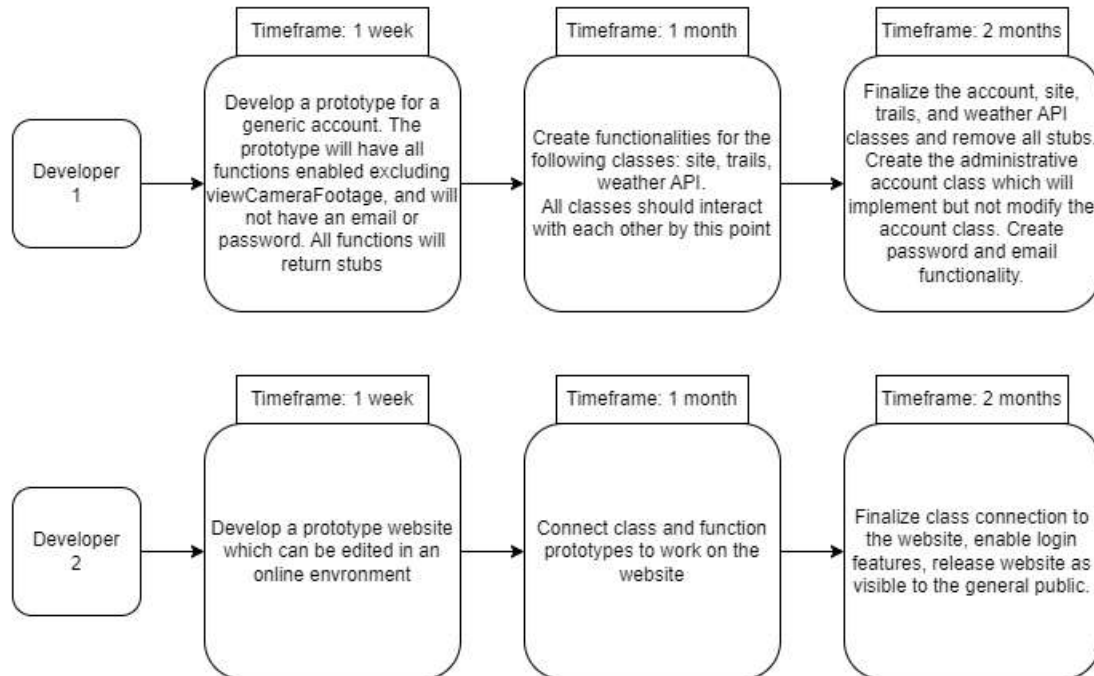 Timeframe: 1 week
Timeframe: 1 month
Timeframe: 2 months
Developer
1
Develop a prototype for a
generic account. The
prototype will have all
functions enabled excluding
viewCameraFootage, and will
not have an email or
password. All functions will
return stubs
Create functionalities for the
following classes: site, trails,
weather API.
All classes should interact
with each other by this point
Finalize the account, site,
trails, and weather API
classes and remove all stubs.
Create the administrative
account class which will
implement but not modify the
account class. Create
password and email
functionality.
Timeframe: 1 week
Timeframe: 1 month
Timeframe: 2 months
Developer
2
Develop a prototype website
which can be edited in an
online envronment
Connect class and function
prototypes to work on the
website
Finalize class connection to
the website, enable login
features, release website as
visible to the general public.